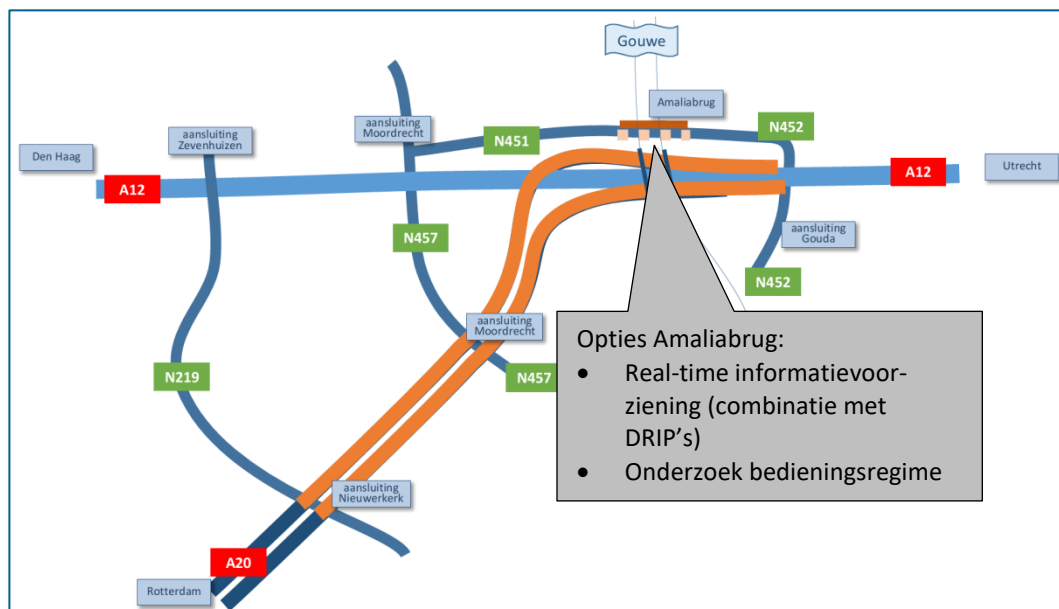 Gouwe
Amaliabrug
aansluiting
Moordrecht
N452
aansluiting
Zevenhuizen
N451
Den Haag
Utrecht
A12
A12
N457
aansluiting
Gouda
N452
aansluiting
Moordrecht
Opties Amaliabrug:
• Real-time informatievoor-
ziening (combinatie met
DRIP's)
• Onderzoek bedieningsregime
N219
N457
aansluiting
Nieuwerkerk
A20
Rotterdam